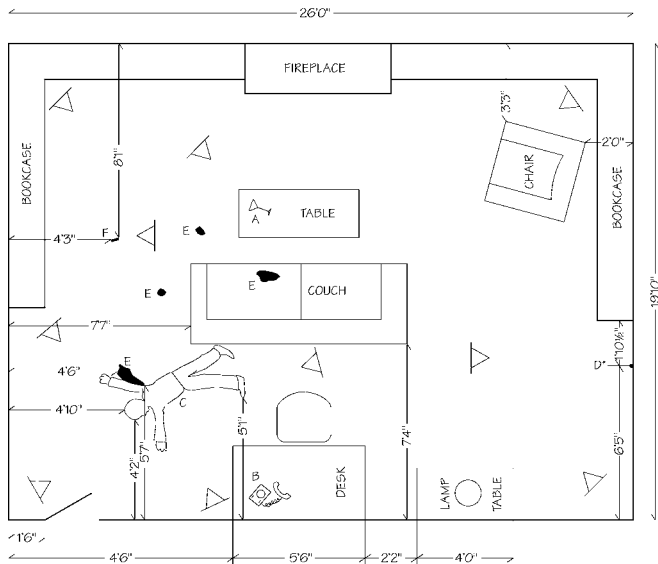 26'0"
FIREPLACE
3'3"
2'0"
BOOKCASE
8'1"
CHAIR
BOOKCASE
A
TABLE
F
E
4'3"
19'10"
E
E
COUCH
7'7"
1'10½"
E
4'6"
D
C
4'10"
5'1"
7'4"
6'5"
4'2"
5'7"
B
DESK
LAMP
TABLE
1'6"
4'6"
5'6"
2'2"
4'0"